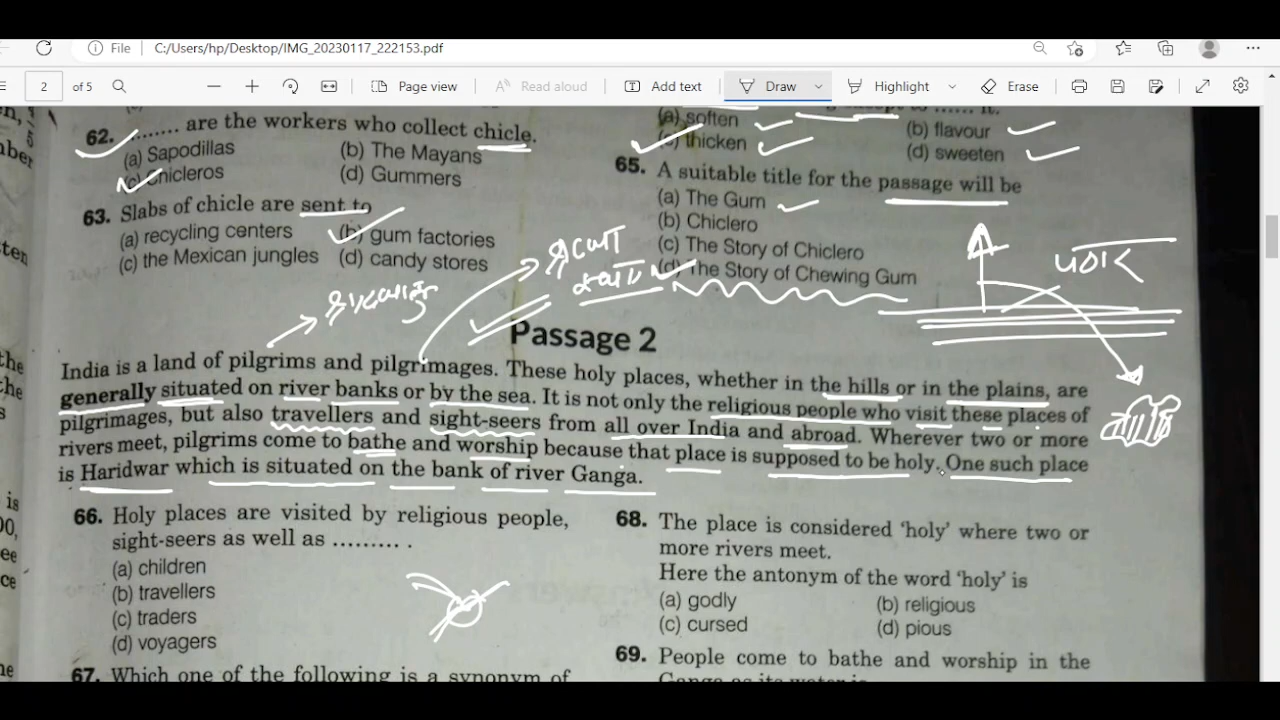 File
C:/Users/hp/Desktop/IMG_20230117_222153.pdf
2 of 5
Page view
Read aloud
Add text
Draw
Highlight
Erase
62. ....... are the workers who collect chicle.
(a) Sapodillas (b) The Mayans
(c) Chicleros (d) Gummers
63. Slabs of chicle are sent to
(a) recycling centers (b) gum factories
(c) the Mexican jungles (d) candy stores
(a) soften (b) flavour
(c) thicken (d) sweeten
65. A suitable title for the passage will be
(a) The Gum
(b) Chiclero
(c) The Story of Chiclero
(d) The Story of Chewing Gum
Passage 2
India is a land of pilgrims and pilgrimages. These holy places, whether in the hills or in the plains, are
generally situated on river banks or by the sea. It is not only the religious people who visit these places of
pilgrimages, but also travellers and sight-seers from all over India and abroad. Wherever two or more
rivers meet, pilgrims come to bathe and worship because that place is supposed to be holy. One such place
is Haridwar which is situated on the bank of river Ganga.
66. Holy places are visited by religious people,
sight-seers as well as ......... .
(a) children
(b) travellers
(c) traders
(d) voyagers
67. Which one of the following is a synonym of
68. The place is considered 'holy' where two or
more rivers meet.
Here the antonym of the word 'holy' is
(a) godly (b) religious
(c) cursed (d) pious
69. People come to bathe and worship in the
Ganga as its water is